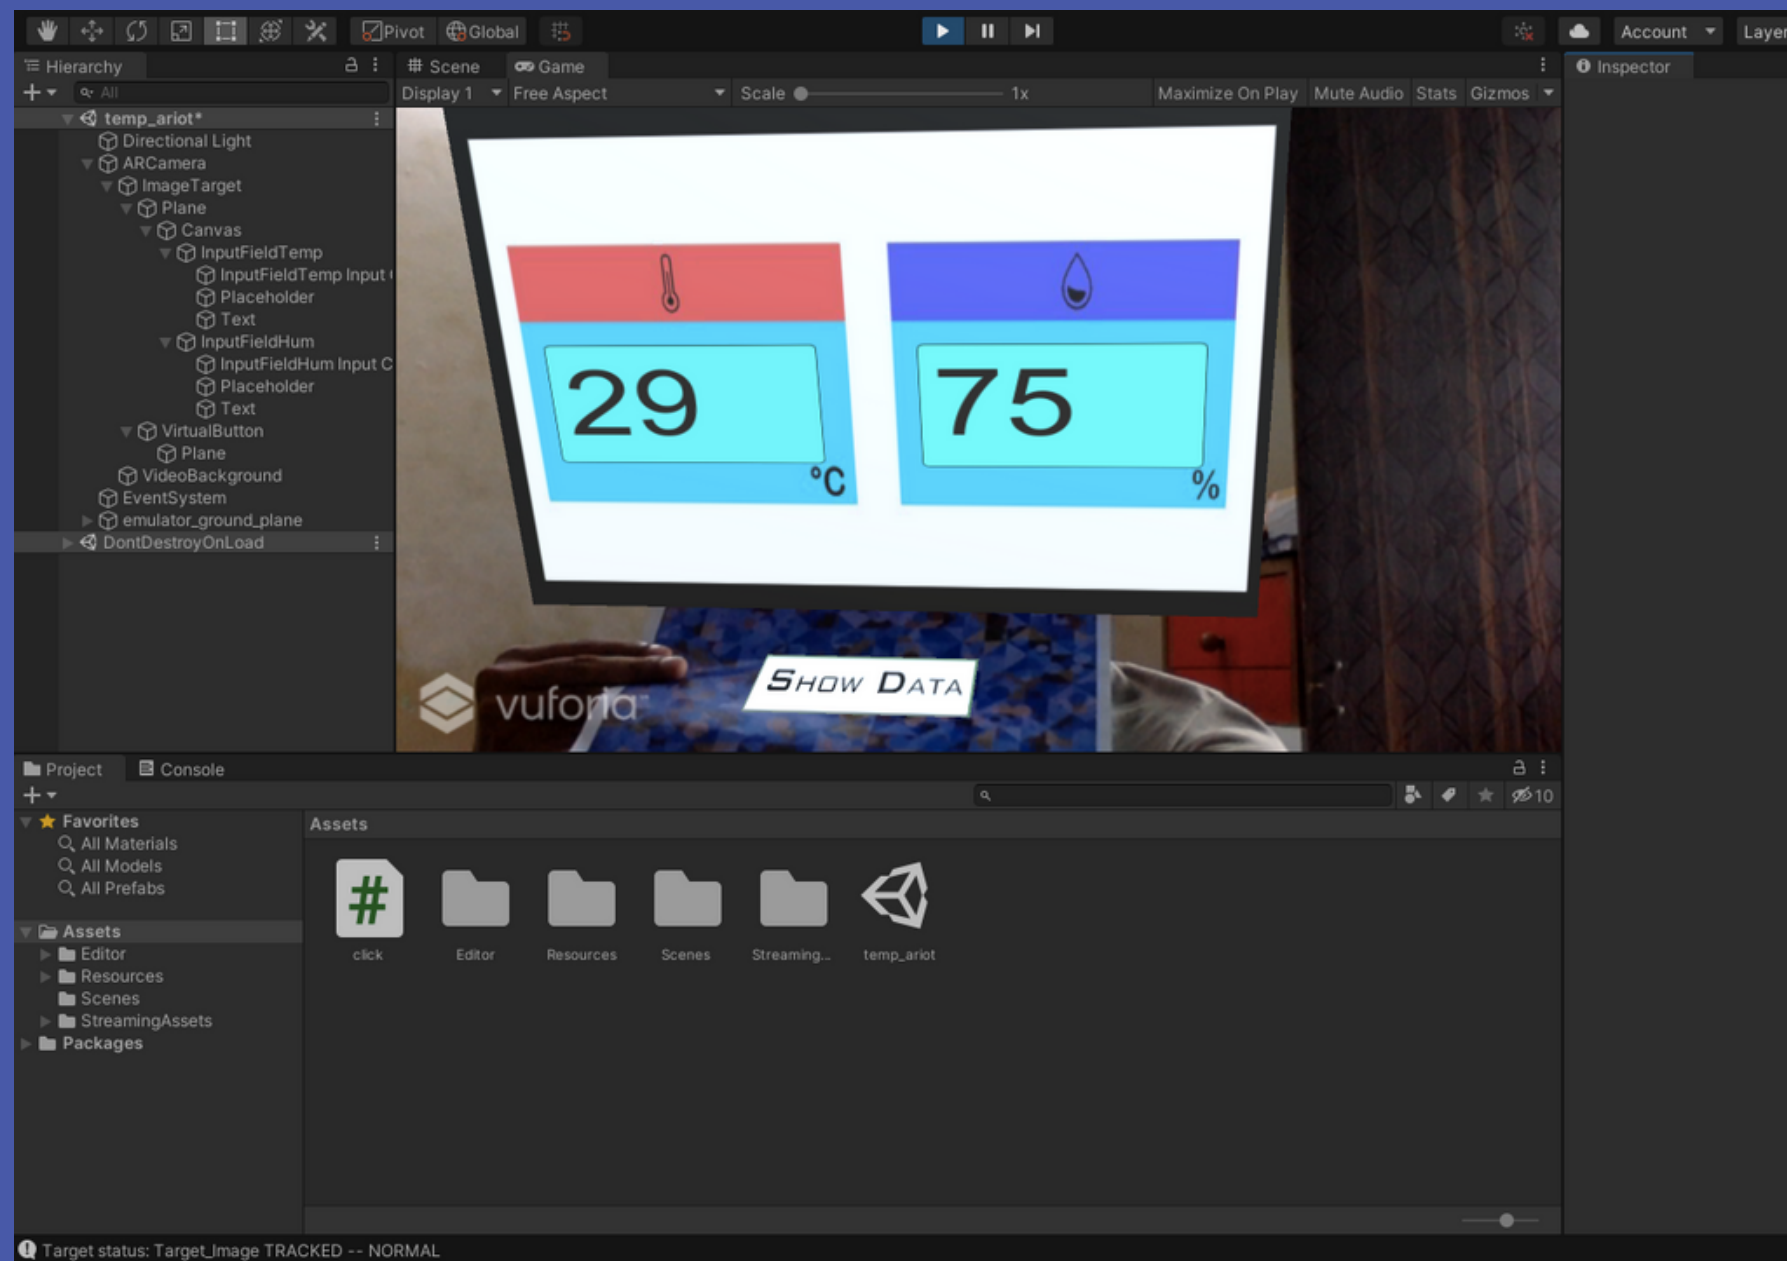 Pivot Global Account Layer
Hierarchy
All
temp_ariot*
Directional Light
ARCamera
ImageTarget
Plane
Canvas
InputFieldTemp
InputFieldTemp Input
Placeholder
Text
InputFieldHum
InputFieldHum Input C
Placeholder
Text
VirtualButton
Plane
VideoBackground
EventSystem
emulator_ground_plane
DontDestroyOnLoad
Scene Game
Display 1 Free Aspect Scale 1x Maximize On Play Mute Audio Stats Gizmos
29 75
°C %
SHOW DATA
vuforia™
Inspector
Project Console
10
Favorites
All Materials
All Models
All Prefabs
Assets
Editor
Resources
Scenes
StreamingAssets
Packages
Assets
#
click Editor Resources Scenes Streaming... temp_ariot
Target status: Target_Image TRACKED -- NORMAL